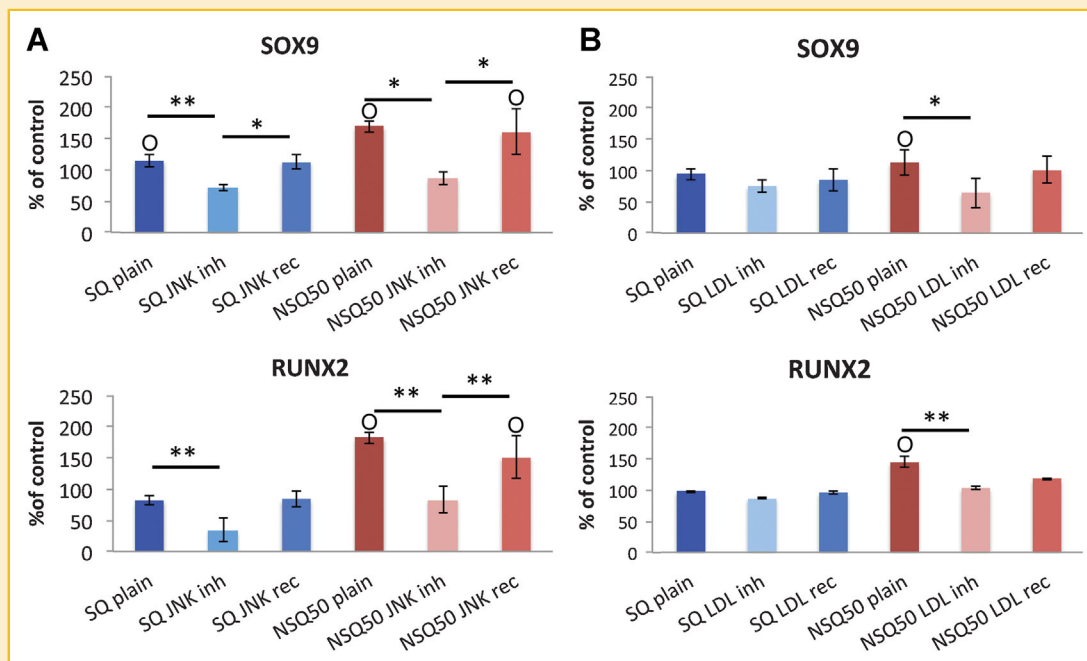 A
SOX9
% of control
250
200
150
100
50
0
** * * *
O O O
SQ plain
SQ JNK inh
SQ JNK rec
NSQ50 plain
NSQ50 JNK inh
NSQ50 JNK rec
RUNX2
%of control
250
200
150
100
50
0
** ** **
O O
SQ plain
SQ JNK inh
SQ JNK rec
NSQ50 plain
NSQ50 JNK inh
NSQ50 JNK rec
B
SOX9
% of control
250
200
150
100
50
0
*
O
SQ plain
SQ LDL inh
SQ LDL rec
NSQ50 plain
NSQ50 LDL inh
NSQ50 LDL rec
RUNX2
% of control
250
200
150
100
50
0
**
O
SQ plain
SQ LDL inh
SQ LDL rec
NSQ50 plain
NSQ50 LDL inh
NSQ50 LDL rec